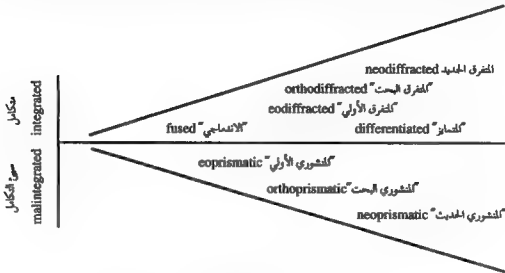 المتفرق الجديد neodiffracted
orthodiffracted "المتفرق البحت"
eodiffracted "المتفرق الأولي"
fused "الاندماجي"
differentiated "المتمايز"
متكامل
integrated
سيئ التكامل
malintegrated
eoprismatic "المنشوري الأولي"
orthoprismatic "المنشوري البحت"
neoprismatic "المنشوري الحديث"